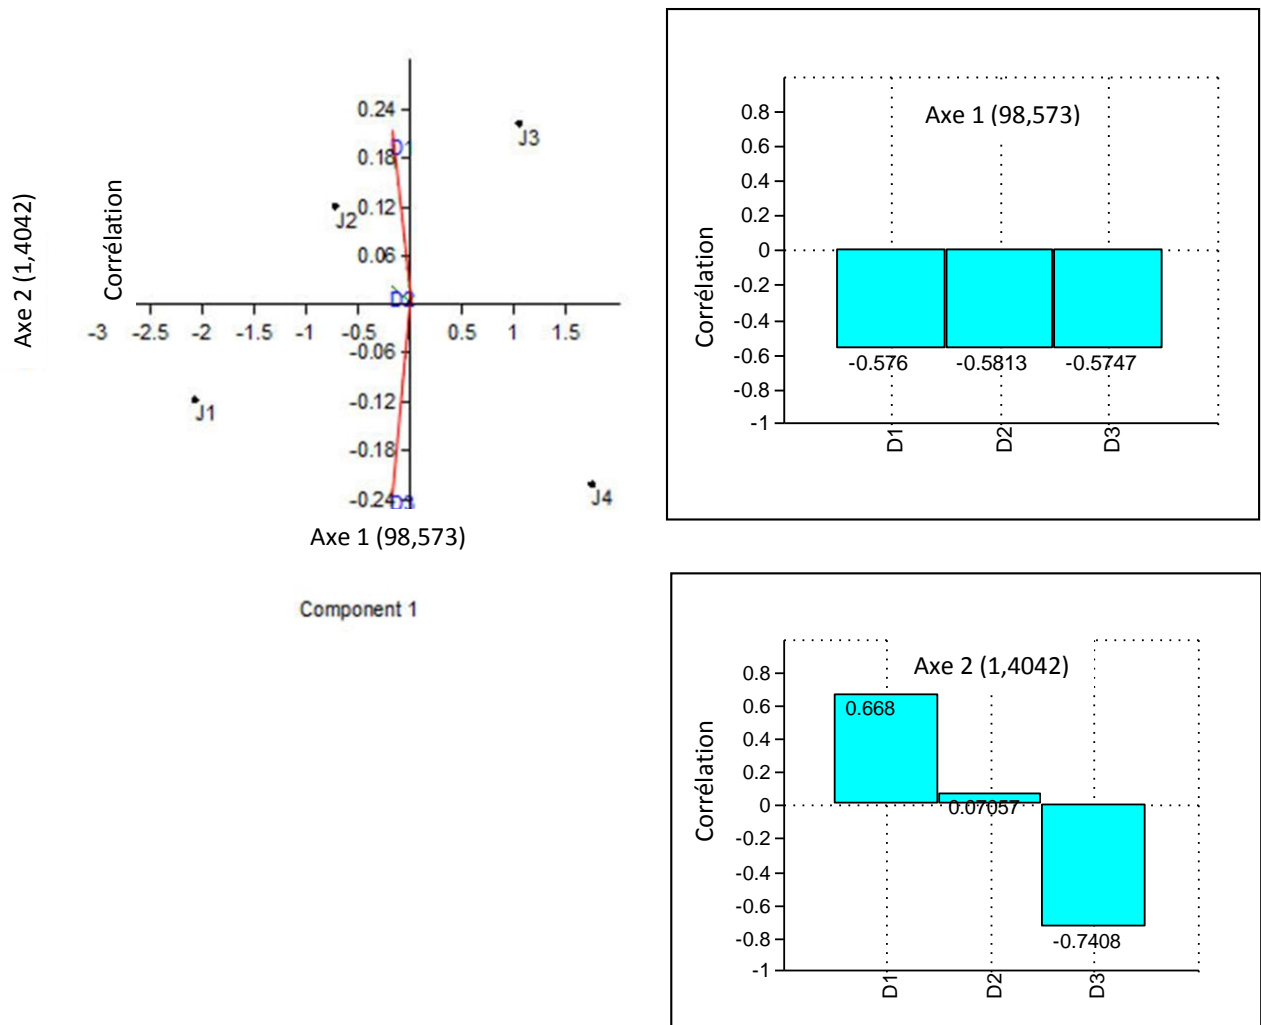 Axe 2 (1,4042)
Corrélation
0.24
0.18
0.12
0.06
-0.06
-0.12
-0.18
-0.24
-3 -2.5 -2 -1.5 -1 -0.5 0.5 1 1.5
D1
D2
D3
J1
J2
J3
J4
Axe 1 (98,573)
Component 1
Axe 1 (98,573)
Corrélation
0.8
0.6
0.4
0.2
0
-0.2
-0.4
-0.6
-0.8
-1
-0.576 -0.5813 -0.5747
D1 D2 D3
Axe 2 (1,4042)
Corrélation
0.8
0.6
0.4
0.2
0
-0.2
-0.4
-0.6
-0.8
-1
0.668
0.07057
-0.7408
D1 D2 D3